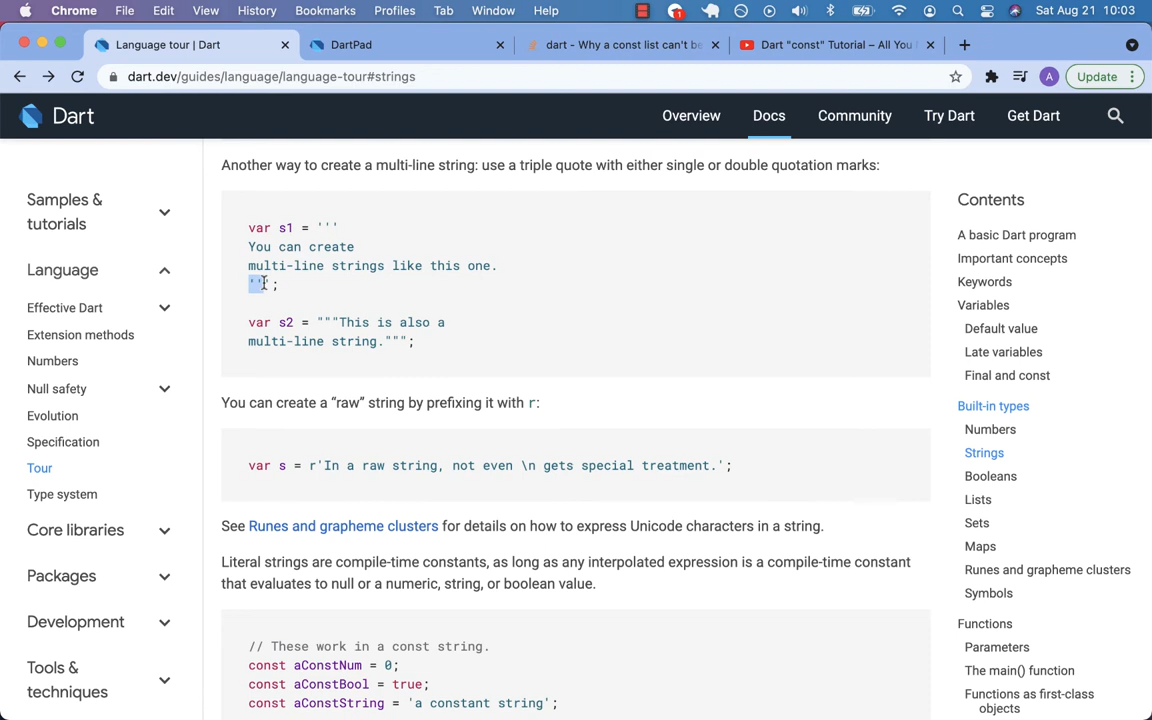 Chrome File Edit View History Bookmarks Profiles Tab Window Help 1 Sat Aug 21 10:03
Language tour | Dart DartPad dart - Why a const list can't be Dart "const" Tutorial – All You
dart.dev/guides/language/language-tour#strings A Update
Dart Overview Docs Community Try Dart Get Dart
Samples &
tutorials
Language
Effective Dart
Extension methods
Numbers
Null safety
Evolution
Specification
Tour
Type system
Core libraries
Packages
Development
Tools &
techniques
Another way to create a multi-line string: use a triple quote with either single or double quotation marks:
var s1 = '''
You can create
multi-line strings like this one.
''';
var s2 = """This is also a
multi-line string.""";
You can create a “raw” string by prefixing it with r:
var s = r'In a raw string, not even \n gets special treatment.';
See Runes and grapheme clusters for details on how to express Unicode characters in a string.
Literal strings are compile-time constants, as long as any interpolated expression is a compile-time constant
that evaluates to null or a numeric, string, or boolean value.
// These work in a const string.
const aConstNum = 0;
const aConstBool = true;
const aConstString = 'a constant string';
Contents
A basic Dart program
Important concepts
Keywords
Variables
Default value
Late variables
Final and const
Built-in types
Numbers
Strings
Booleans
Lists
Sets
Maps
Runes and grapheme clusters
Symbols
Functions
Parameters
The main() function
Functions as first-class
objects